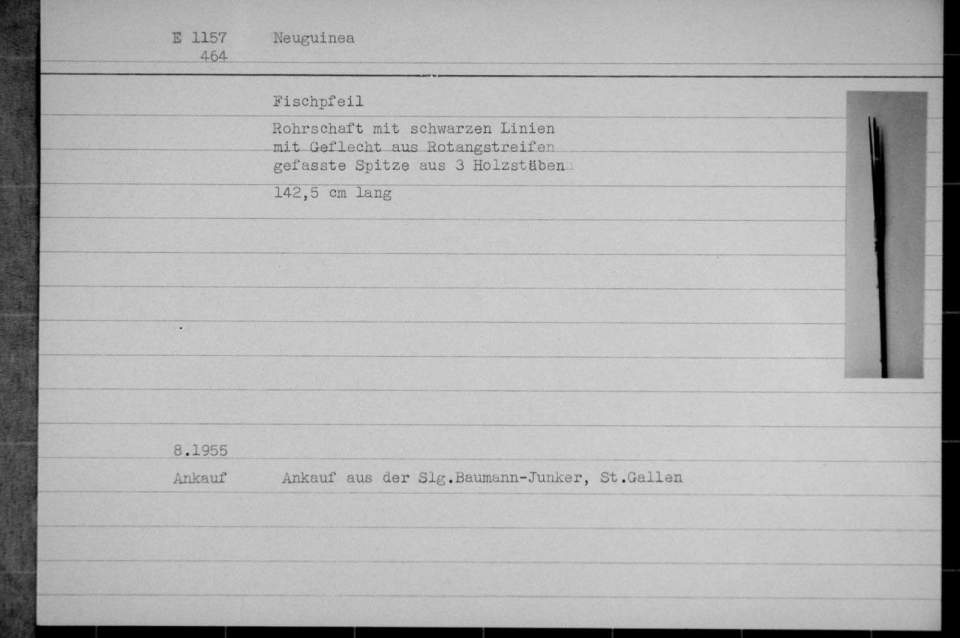 E 1157 Neuguinea
464
Fischpfeil
Rohrschaft mit schwarzen Linien
mit Geflecht aus Rotangstreifen
gefasste Spitze aus 3 Holzstäben
142,5 cm lang
8.1955
Ankauf Ankauf aus der Slg.Baumann-Junker, St.Gallen